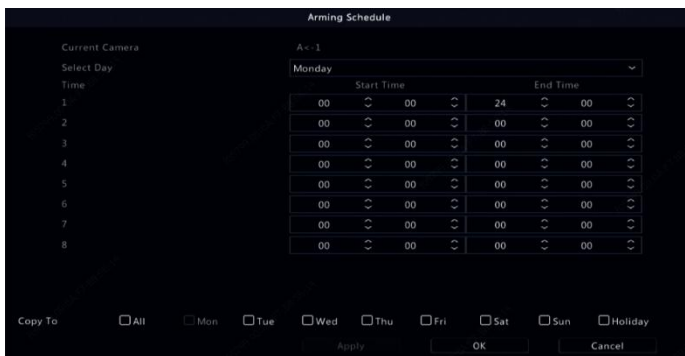 Arming Schedule
Current Camera A<-1
Select Day Monday
Time Start Time End Time
1 00 00 24 00
2 00 00 00 00
3 00 00 00 00
4 00 00 00 00
5 00 00 00 00
6 00 00 00 00
7 00 00 00 00
8 00 00 00 00
Copy To All Mon Tue Wed Thu Fri Sat Sun Holiday
Apply OK Cancel